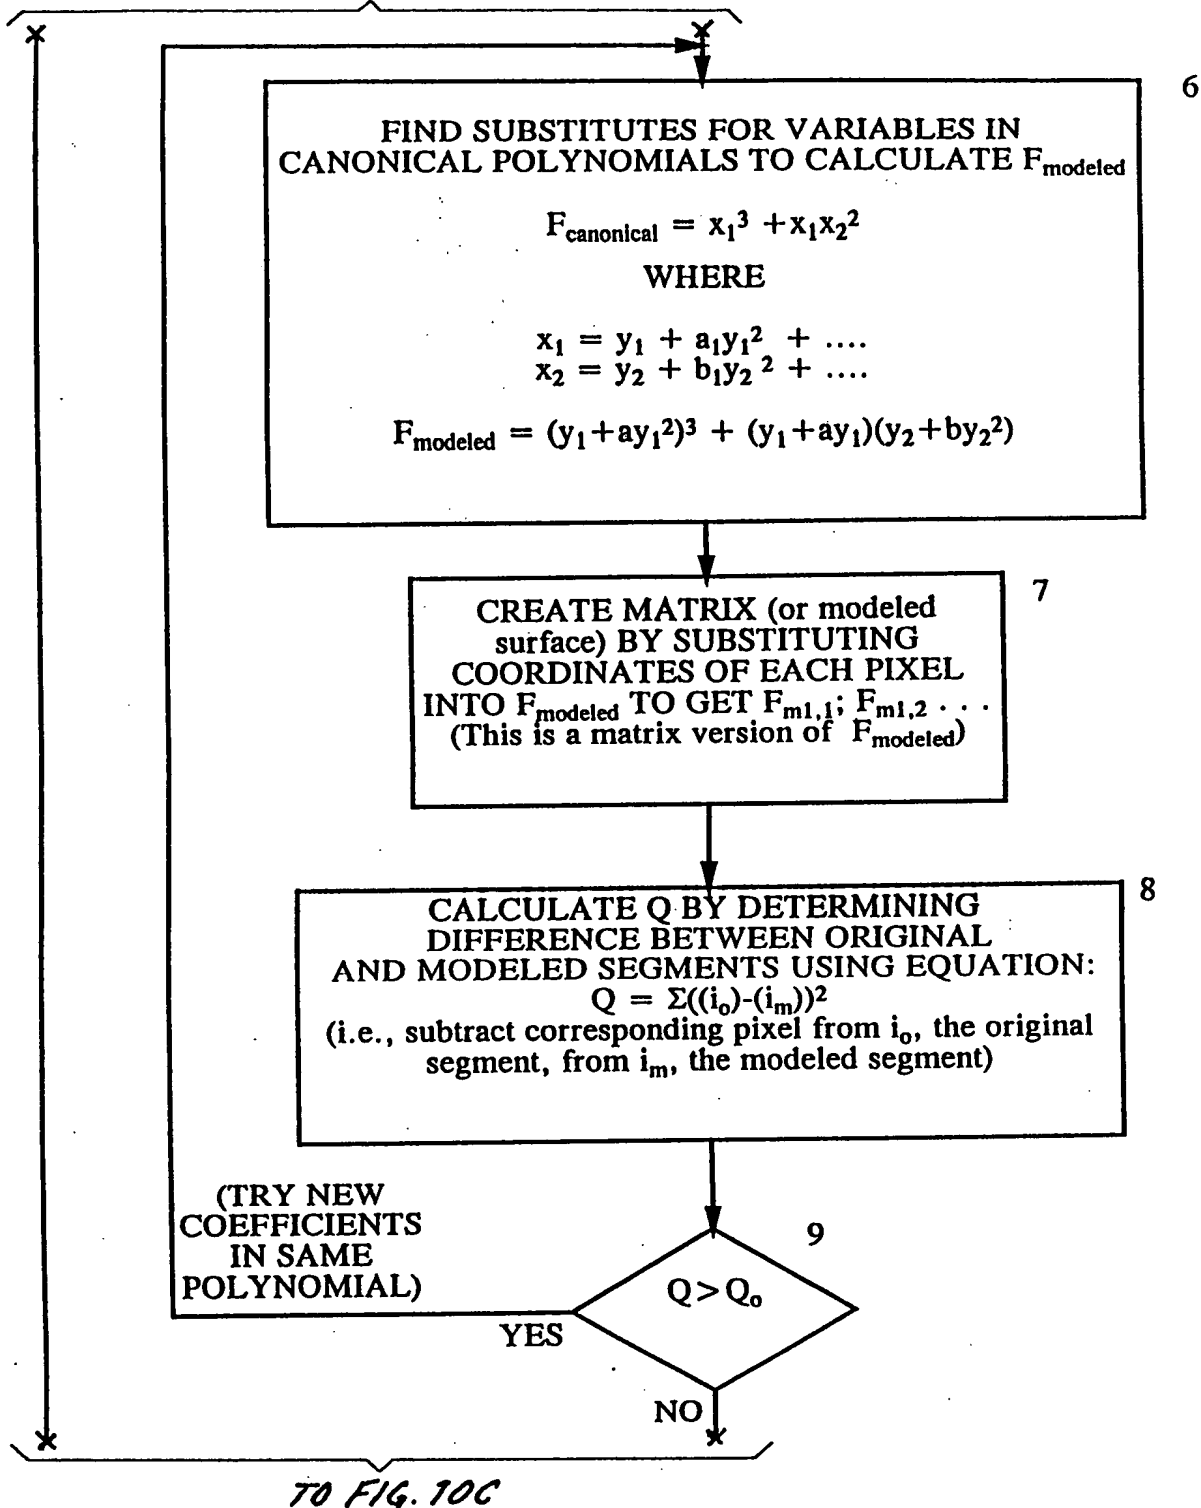 6
FIND SUBSTITUTES FOR VARIABLES IN
CANONICAL POLYNOMIALS TO CALCULATE F_modeled
F_canonical = x₁³ +x₁x₂²
WHERE
x₁ = y₁ + a₁y₁² + ....
x₂ = y₂ + b₁y₂² + ....
F_modeled = (y₁+ay₁²)³ + (y₁+ay₁)(y₂+by₂²)
7
CREATE MATRIX (or modeled
surface) BY SUBSTITUTING
COORDINATES OF EACH PIXEL
INTO F_modeled TO GET F_m1,1; F_m1,2 . . .
(This is a matrix version of F_modeled)
8
CALCULATE Q BY DETERMINING
DIFFERENCE BETWEEN ORIGINAL
AND MODELED SEGMENTS USING EQUATION:
Q = Σ((i_o)-(i_m))²
(i.e., subtract corresponding pixel from i_o, the original
segment, from i_m, the modeled segment)
(TRY NEW
COEFFICIENTS
IN SAME
POLYNOMIAL)
9
Q > Q_o
YES
NO
TO FIG. 10C